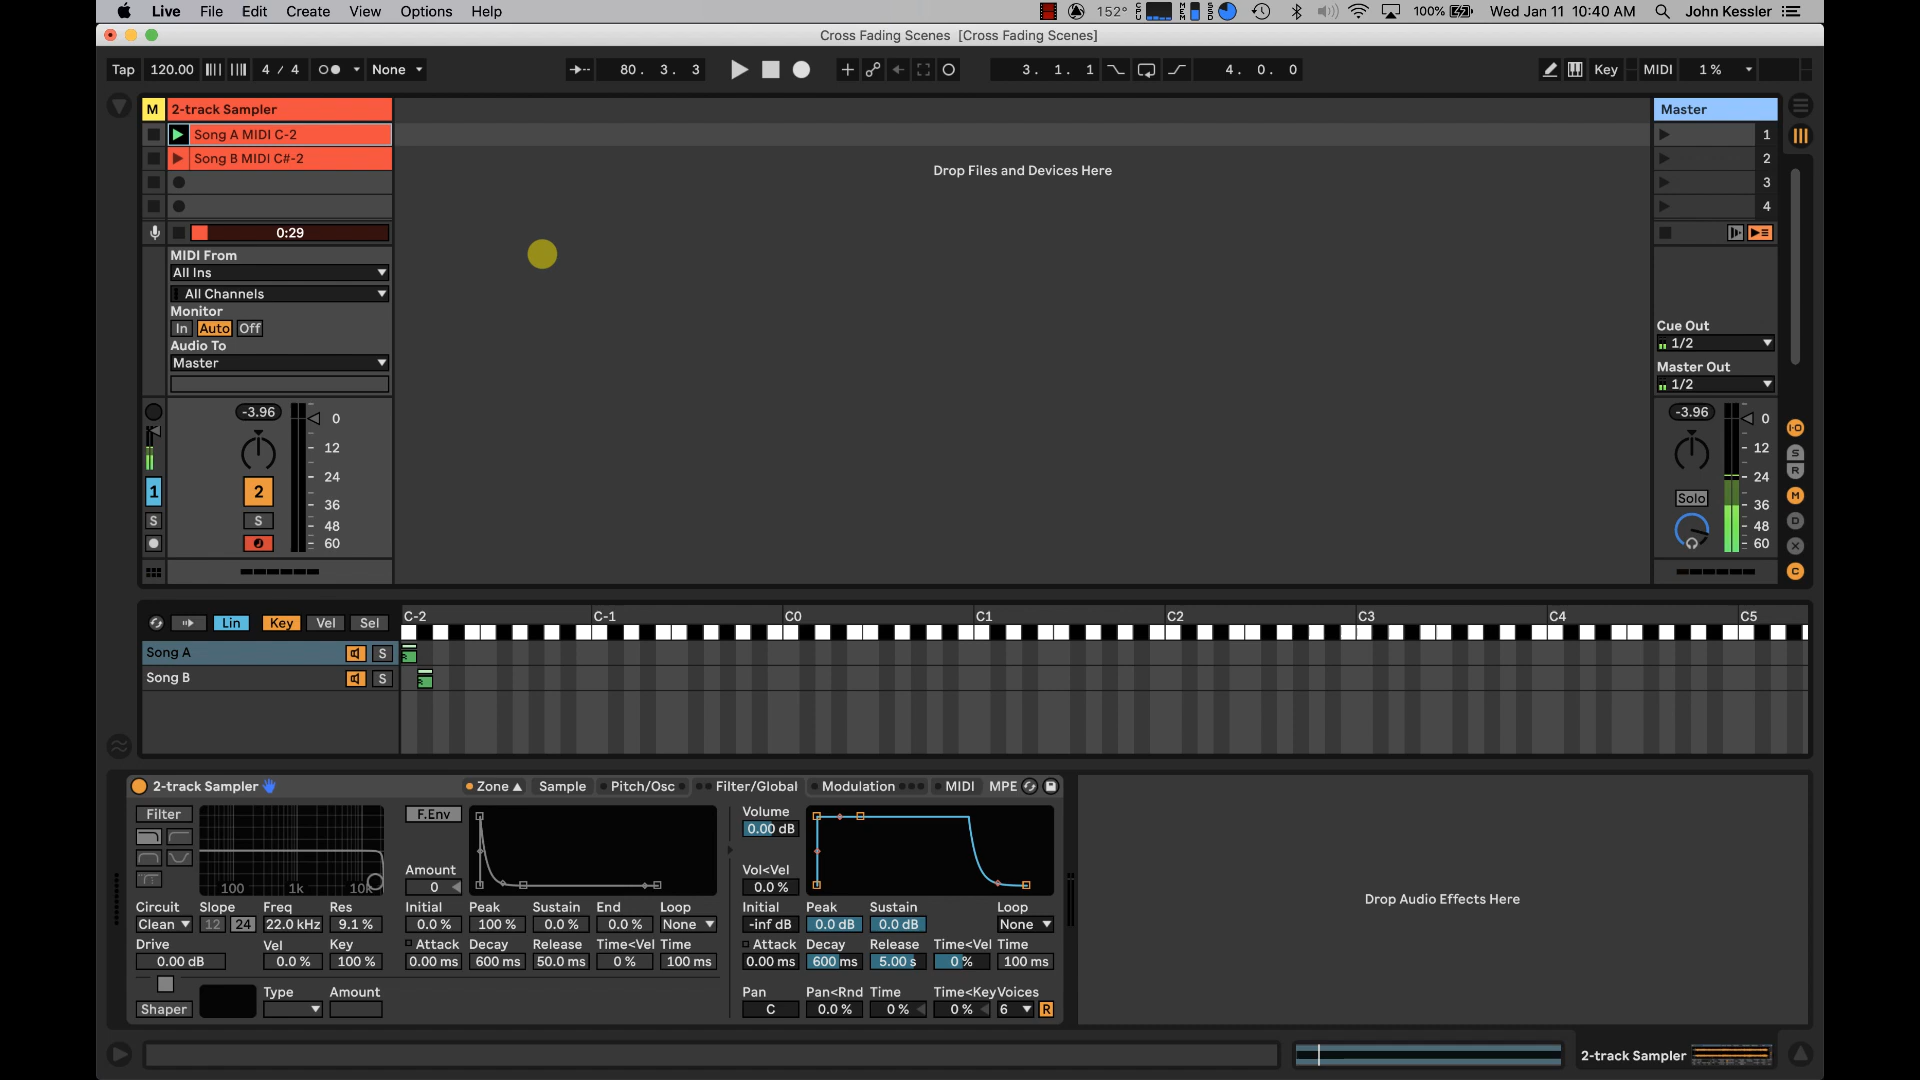 Live File Edit Create View Options Help 152° 100% Wed Jan 11 10:40 AM John Kessler
Cross Fading Scenes [Cross Fading Scenes]
Tap 120.00 4 / 4 None 80. 3. 3 3. 1. 1 4. 0. 0 Key MIDI 1 %
M 2-track Sampler Master
Song A MIDI C-2 1
Song B MIDI C#-2 2
Drop Files and Devices Here
3
4
0:29
MIDI From
All Ins
All Channels
Monitor
In Auto Off
Audio To
Master
Cue Out
1/2
Master Out
1/2
-3.96 0 -3.96 0
12 12
24 24
1 2 36 Solo 36
S S 48 48
60 60
I-O
S
R
M
D
X
C
Lin Key Vel Sel C-2 C-1 C0 C1 C2 C3 C4 C5
Song A S
Song B S
2-track Sampler Zone Sample Pitch/Osc Filter/Global Modulation MIDI MPE
Filter F.Env Volume
0.00 dB
Amount Vol<Vel
100 1k 10k 0 0.0 %
Circuit Slope Freq Res Initial Peak Sustain End Loop Initial Peak Sustain Loop
Clean 12 24 22.0 kHz 9.1 % 0.0 % 100 % 0.0 % 0.0 % None -inf dB 0.0 dB 0.0 dB None
Drive Vel Key Attack Decay Release Time<Vel Time Attack Decay Release Time<Vel Time
0.00 dB 0.0 % 100 % 0.00 ms 600 ms 50.0 ms 0 % 100 ms 0.00 ms 600 ms 5.00 s 0 % 100 ms
Type Amount Pan Pan<Rnd Time Time<Key Voices
Shaper C 0.0 % 0 % 0 % 6 R
Drop Audio Effects Here
2-track Sampler